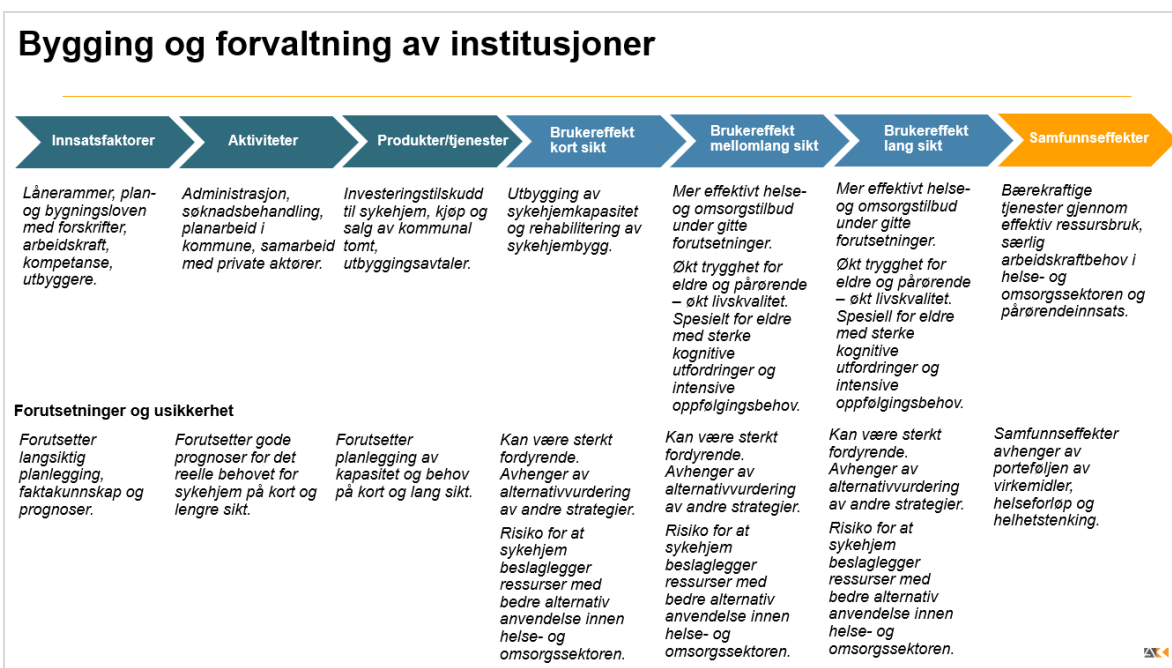 Bygging og forvaltning av institusjoner
Innsatsfaktorer
Aktiviteter
Produkter/tjenester
Brukereffekt
kort sikt
Brukereffekt
mellomlang sikt
Brukereffekt
lang sikt
Samfunnseffekter
Lånerammer, plan-
og bygningsloven
med forskrifter,
arbeidskraft,
kompetanse,
utbyggere.
Administrasjon,
søknadsbehandling,
planarbeid i
kommune, samarbeid
med private aktører.
Investeringstilskudd
til sykehjem, kjøp og
salg av kommunal
tomt,
utbyggingsavtaler.
Utbygging av
sykehjemkapasitet
og rehabilitering av
sykehjembygg.
Mer effektivt helse-
og omsorgstilbud
under gitte
forutsetninger.
Økt trygghet for
eldre og pårørende
– økt livskvalitet.
Spesielt for eldre
med sterke
kognitive
utfordringer og
intensive
oppfølgingsbehov.
Mer effektivt helse-
og omsorgstilbud
under gitte
forutsetninger.
Økt trygghet for
eldre og pårørende
– økt livskvalitet.
Spesiell for eldre
med sterke
kognitive
utfordringer og
intensive
oppfølgingsbehov.
Bærekraftige
tjenester gjennom
effektiv ressursbruk,
særlig
arbeidskraftbehov i
helse- og
omsorgssektoren og
pårørendeinnsats.
Forutsetninger og usikkerhet
Forutsetter
langsiktig
planlegging,
faktakunnskap og
prognoser.
Forutsetter gode
prognoser for det
reelle behovet for
sykehjem på kort og
lengre sikt.
Forutsetter
planlegging av
kapasitet og behov
på kort og lang sikt.
Kan være sterkt
fordyrende.
Avhenger av
alternativvurdering
av andre strategier.
Risiko for at
sykehjem
beslaglegger
ressurser med
bedre alternativ
anvendelse innen
helse- og
omsorgssektoren.
Kan være sterkt
fordyrende.
Avhenger av
alternativvurdering
av andre strategier.
Risiko for at
sykehjem
beslaglegger
ressurser med
bedre alternativ
anvendelse innen
helse- og
omsorgssektoren.
Kan være sterkt
fordyrende.
Avhenger av
alternativvurdering
av andre strategier.
Risiko for at
sykehjem
beslaglegger
ressurser med
bedre alternativ
anvendelse innen
helse- og
omsorgssektoren.
Samfunnseffekter
avhenger av
porteføljen av
virkemidler,
helseforløp og
helhetstenking.